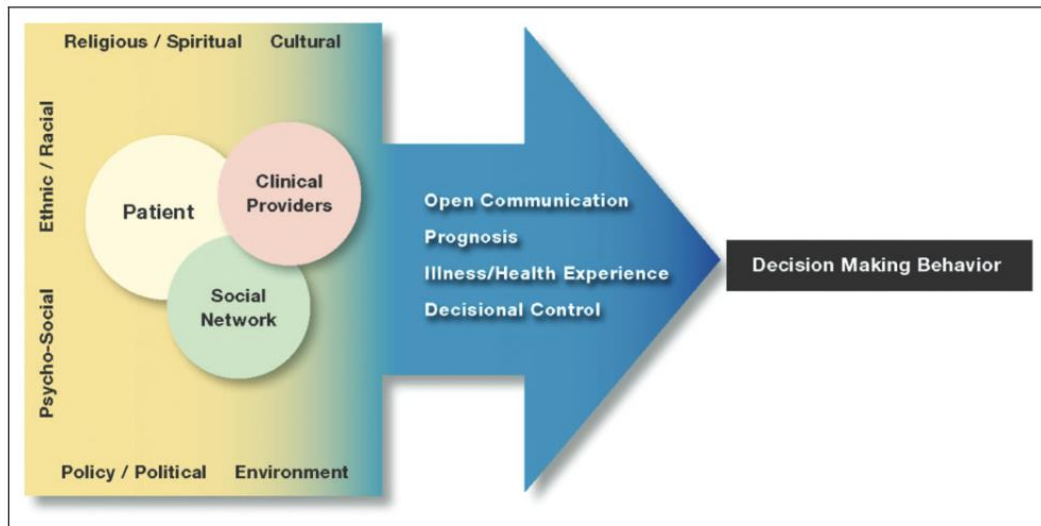 Religious / Spiritual
Cultural
Ethnic / Racial
Psycho-Social
Patient
Clinical
Providers
Social
Network
Policy / Political
Environment
Open Communication
Prognosis
Illness/Health Experience
Decisional Control
Decision Making Behavior